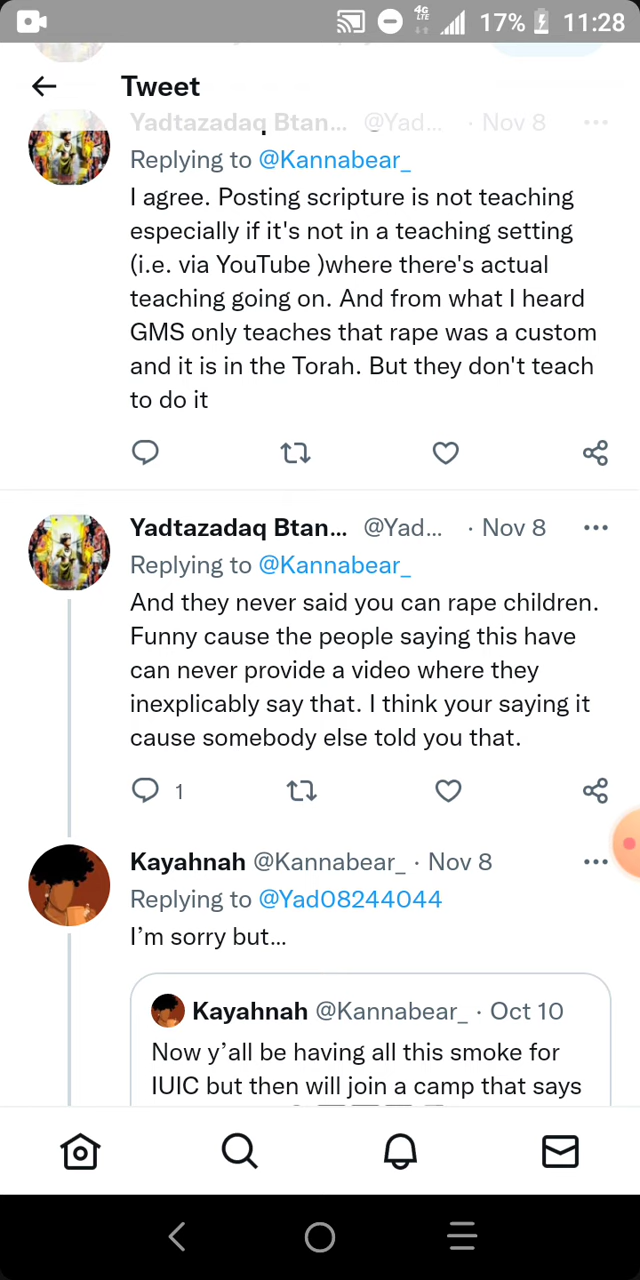 4G
LTE
17%
11:28
Tweet
Yadtazadaq Btan... @Yad... · Nov 8
Replying to @Kannabear_
I agree. Posting scripture is not teaching
especially if it's not in a teaching setting
(i.e. via YouTube )where there's actual
teaching going on. And from what I heard
GMS only teaches that rape was a custom
and it is in the Torah. But they don't teach
to do it
Yadtazadaq Btan... @Yad... · Nov 8
Replying to @Kannabear_
And they never said you can rape children.
Funny cause the people saying this have
can never provide a video where they
inexplicably say that. I think your saying it
cause somebody else told you that.
1
Kayahnah @Kannabear_ · Nov 8
Replying to @Yad08244044
I'm sorry but...
Kayahnah @Kannabear_ · Oct 10
Now y'all be having all this smoke for
IUIC but then will join a camp that says